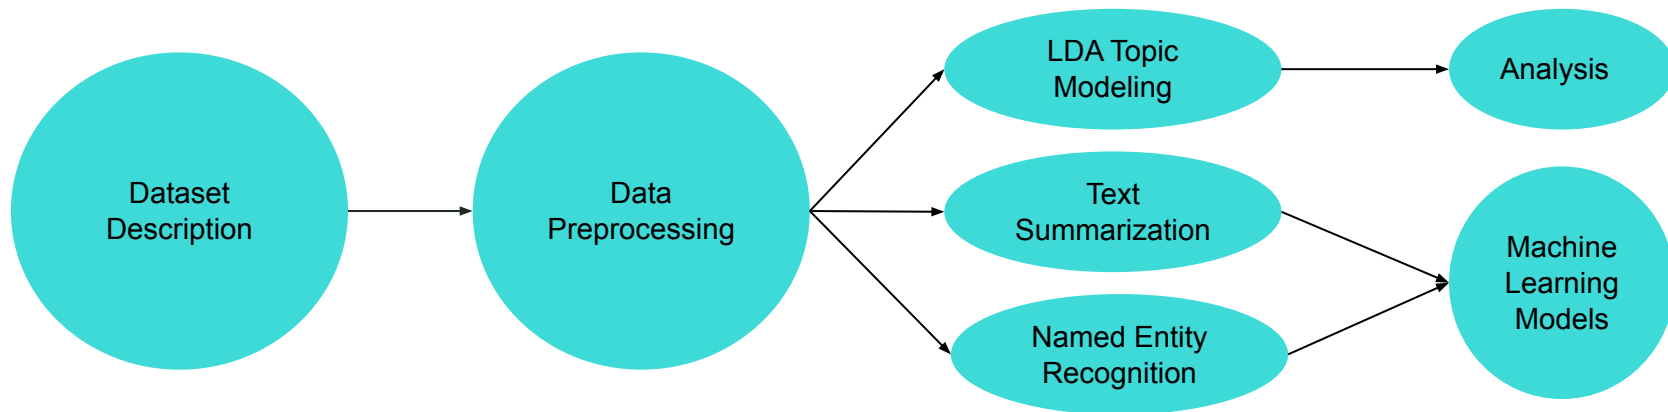 Dataset
Description
Data
Preprocessing
LDA Topic
Modeling
Analysis
Text
Summarization
Named Entity
Recognition
Machine
Learning
Models